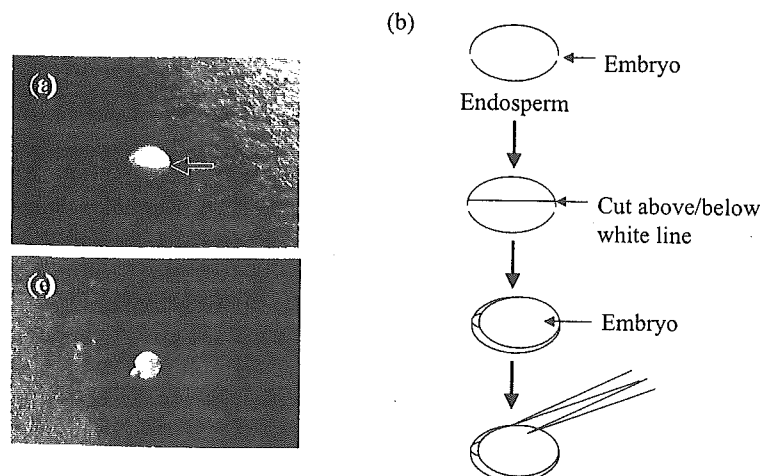 (a)
(b)
Embryo
Endosperm
Cut above/below
white line
(c)
Embryo